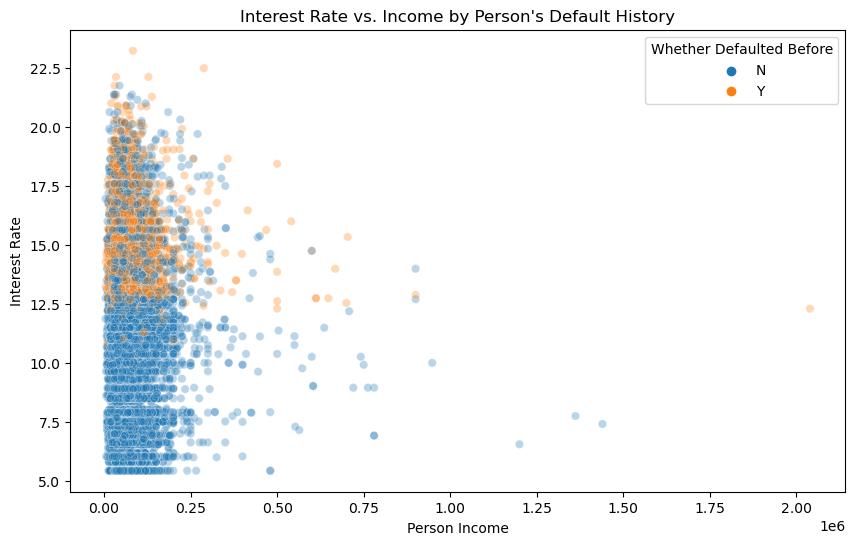 Interest Rate vs. Income by Person's Default History
Whether Defaulted Before
N
Y
Interest Rate
22.5
20.0
17.5
15.0
12.5
10.0
7.5
5.0
0.00 0.25 0.50 0.75 1.00 1.25 1.50 1.75 2.00
1e6
Person Income